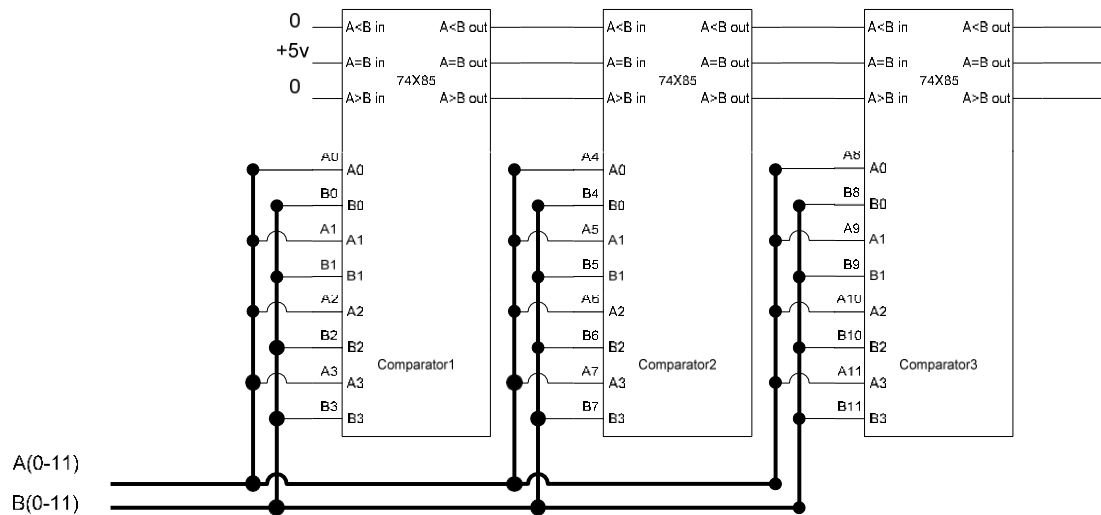 0
+5v
0
A<B in
A<B out
A=B in
A=B out
74X85
A>B in
A>B out
A0
A0
B0
B0
A1
A1
B1
B1
A2
A2
B2
B2
A3
A3
B3
B3
Comparator1
A<B in
A<B out
A=B in
A=B out
74X85
A>B in
A>B out
A4
A0
B4
B0
A5
A1
B5
B1
A6
A2
B6
B2
A7
A3
B7
B3
Comparator2
A<B in
A<B out
A=B in
A=B out
74X85
A>B in
A>B out
A8
A0
B8
B0
A9
A1
B9
B1
A10
A2
B10
B2
A11
A3
B11
B3
Comparator3
A(0-11)
B(0-11)